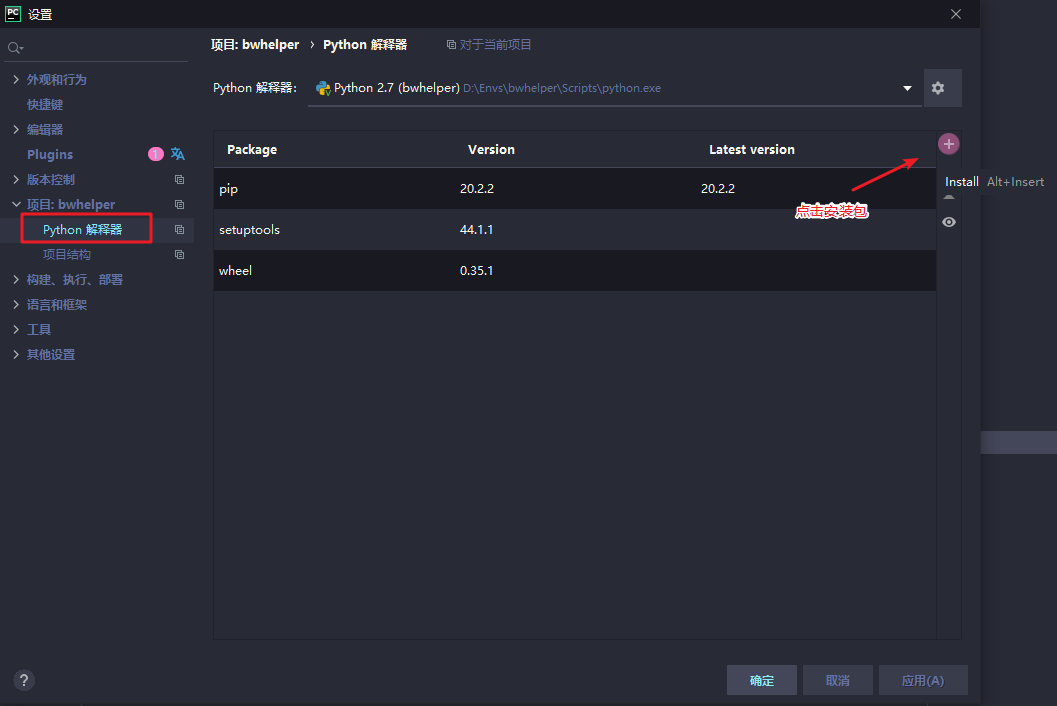 PC 设置
项目: bwhelper › Python 解释器 对于当前项目
Python 解释器: Python 2.7 (bwhelper) D:\Envs\bwhelper\Scripts\python.exe
外观和行为
快捷键
编辑器
Plugins 1
版本控制
项目: bwhelper
Python 解释器
项目结构
构建、执行、部署
语言和框架
工具
其他设置
Package Version Latest version
pip 20.2.2 20.2.2
setuptools 44.1.1
wheel 0.35.1
Install Alt+Insert
点击安装包
? 确定 取消 应用(A)